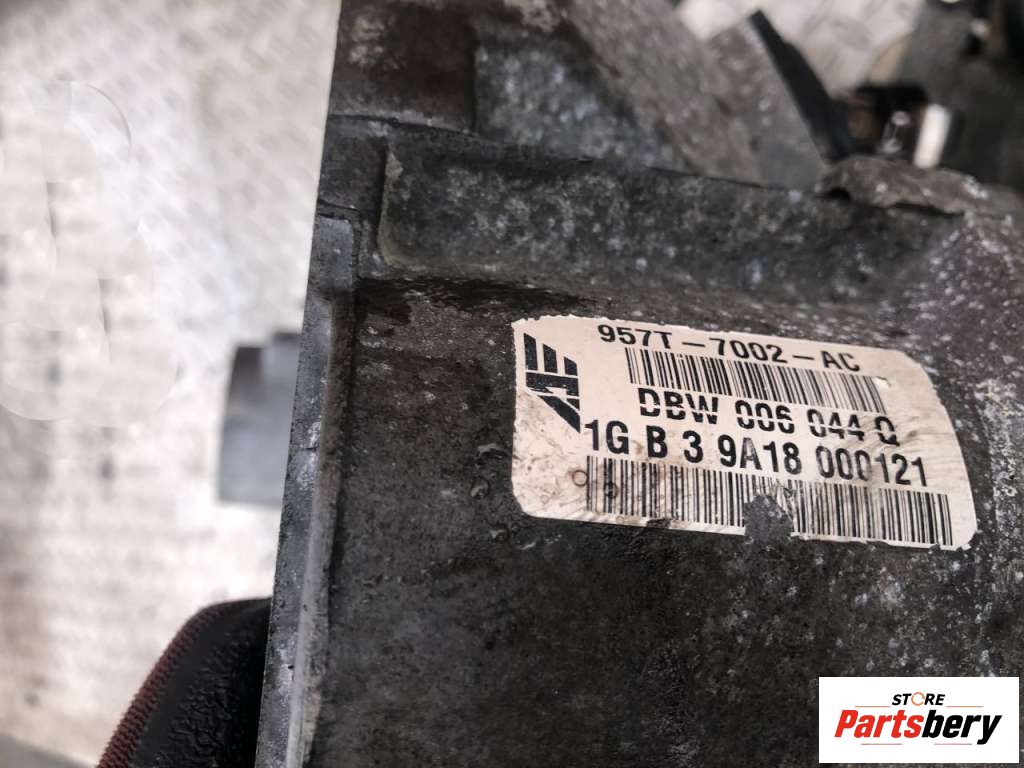 957T-7002-AC
DBW 006 044 Q
1G B 3 9A18 000121
STORE
Partsbery